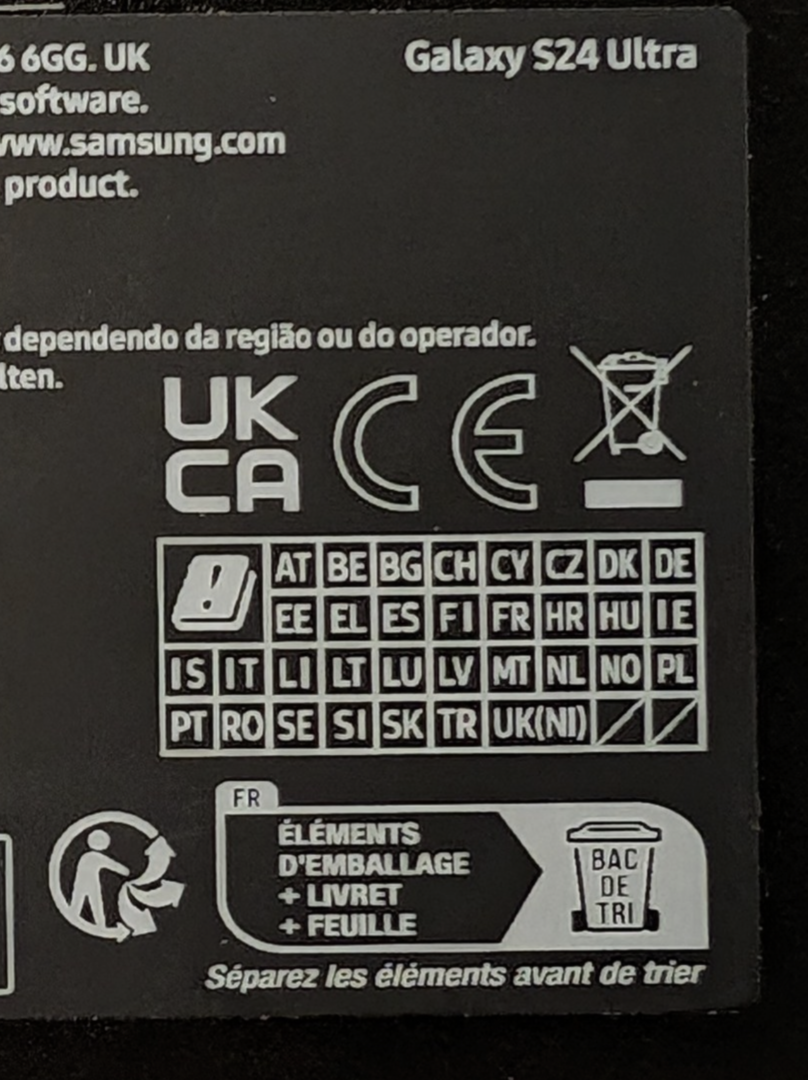 6 6GG. UK
Galaxy S24 Ultra
software.
www.samsung.com
product.
dependendo da região ou do operador.
lten.
UK
CA
CE
! AT BE BG CH CY CZ DK DE
EE EL ES FI FR HR HU IE
IS IT LI LT LU LV MT NL NO PL
PT RO SE SI SK TR UK(NI)
FR
ÉLÉMENTS
D'EMBALLAGE
+ LIVRET
+ FEUILLE
BAC
DE
TRI
Séparez les éléments avant de trier